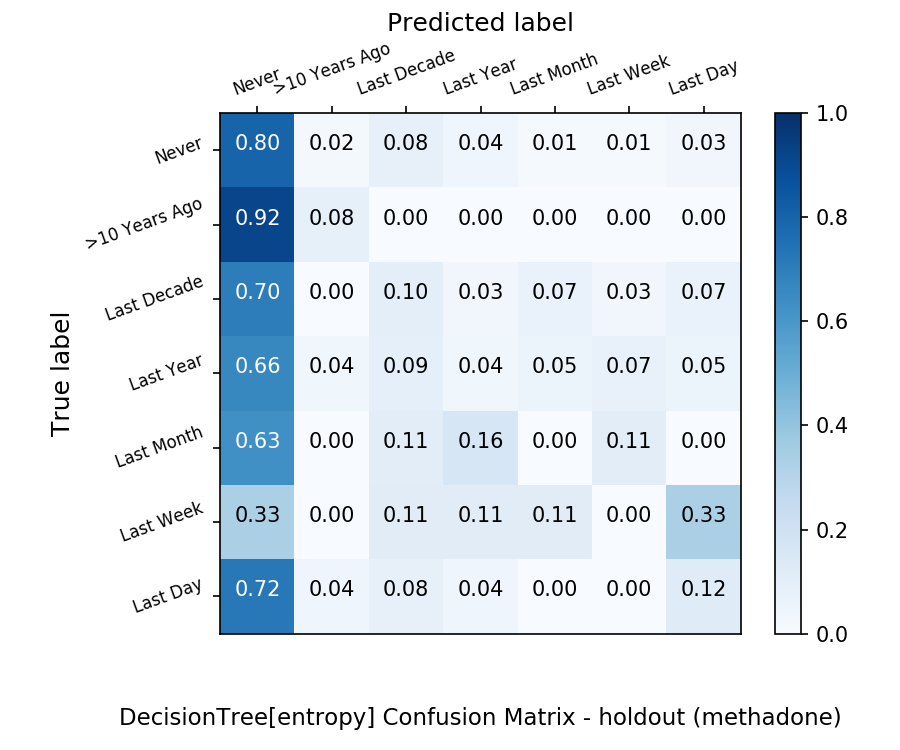 Predicted label
Never >10 Years Ago Last Decade Last Year Last Month Last Week Last Day
True label
Never 0.80 0.02 0.08 0.04 0.01 0.01 0.03
>10 Years Ago 0.92 0.08 0.00 0.00 0.00 0.00 0.00
Last Decade 0.70 0.00 0.10 0.03 0.07 0.03 0.07
Last Year 0.66 0.04 0.09 0.04 0.05 0.07 0.05
Last Month 0.63 0.00 0.11 0.16 0.00 0.11 0.00
Last Week 0.33 0.00 0.11 0.11 0.11 0.00 0.33
Last Day 0.72 0.04 0.08 0.04 0.00 0.00 0.12
1.0
0.8
0.6
0.4
0.2
0.0
DecisionTree[entropy] Confusion Matrix - holdout (methadone)